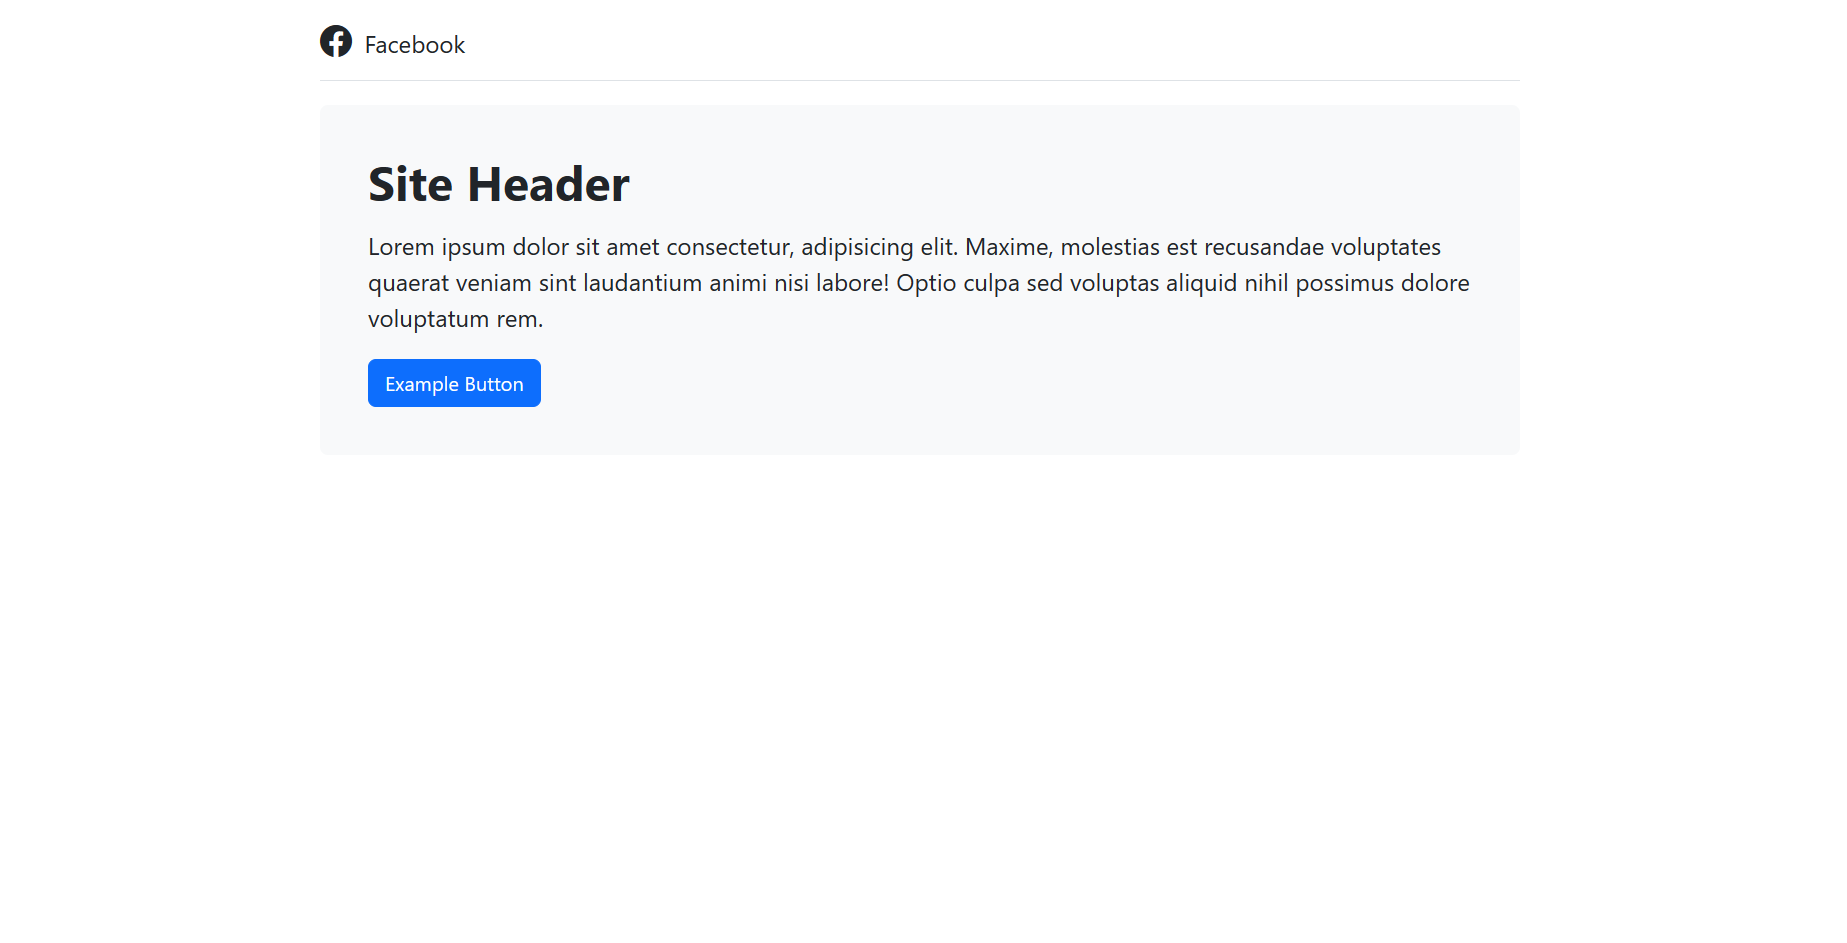 Facebook
Site Header
Lorem ipsum dolor sit amet consectetur, adipisicing elit. Maxime, molestias est recusandae voluptates
quaerat veniam sint laudantium animi nisi labore! Optio culpa sed voluptas aliquid nihil possimus dolore
voluptatum rem.
Example Button